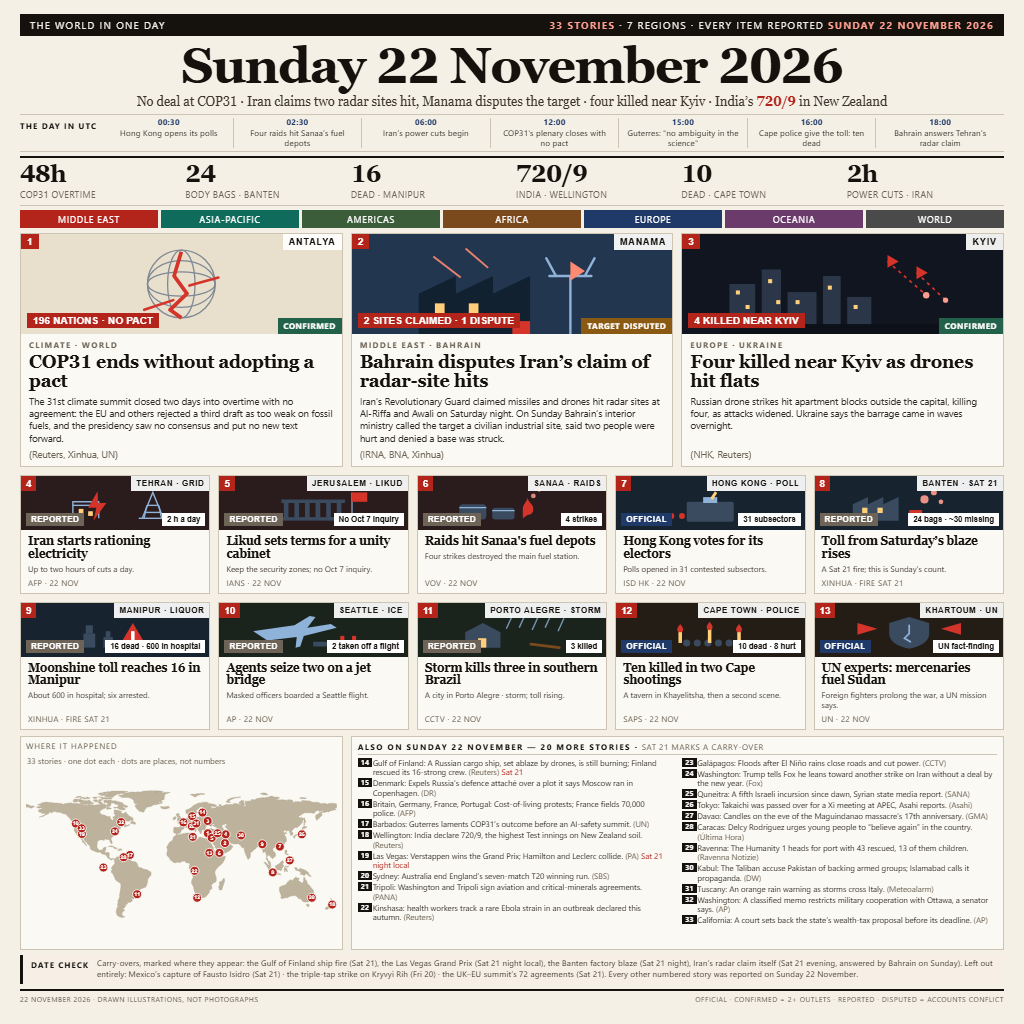 THE WORLD IN ONE DAY
33 STORIES · 7 REGIONS · EVERY ITEM REPORTED SUNDAY 22 NOVEMBER 2026
Sunday 22 November 2026
No deal at COP31 · Iran claims two radar sites hit, Manama disputes the target · four killed near Kyiv · India's 720/9 in New Zealand
THE DAY IN UTC
00:30
Hong Kong opens its polls
02:30
Four raids hit Sanaa's fuel
depots
06:00
Iran's power cuts begin
12:00
COP31's plenary closes with
no pact
15:00
Guterres: "no ambiguity in the
science"
16:00
Cape police give the toll: ten
dead
18:00
Bahrain answers Tehran's
radar claim
48h
COP31 OVERTIME
24
BODY BAGS · BANTEN
16
DEAD · MANIPUR
720/9
INDIA · WELLINGTON
10
DEAD · CAPE TOWN
2h
POWER CUTS · IRAN
MIDDLE EAST
ASIA-PACIFIC
AMERICAS
AFRICA
EUROPE
OCEANIA
WORLD
1
ANTALYA
196 NATIONS · NO PACT
CONFIRMED
CLIMATE · WORLD
COP31 ends without adopting a
pact
The 31st climate summit closed two days into overtime with no
agreement: the EU and others rejected a third draft as too weak on fossil
fuels, and the presidency saw no consensus and put no new text
forward.
(Reuters, Xinhua, UN)
2
MANAMA
2 SITES CLAIMED · 1 DISPUTE
TARGET DISPUTED
MIDDLE EAST · BAHRAIN
Bahrain disputes Iran's claim of
radar-site hits
Iran's Revolutionary Guard claimed missiles and drones hit radar sites at
Al-Riffa and Awali on Saturday night. On Sunday Bahrain's interior
ministry called the target a civilian industrial site, said two people were
hurt and denied a base was struck.
(IRNA, BNA, Xinhua)
3
KYIV
4 KILLED NEAR KYIV
CONFIRMED
EUROPE · UKRAINE
Four killed near Kyiv as drones
hit flats
Russian drone strikes hit apartment blocks outside the capital, killing
four, as attacks widened. Ukraine says the barrage came in waves
overnight.
(NHK, Reuters)
4
TEHRAN · GRID
REPORTED
2 h a day
Iran starts rationing
electricity
Up to two hours of cuts a day.
AFP · 22 NOV
5
JERUSALEM · LIKUD
REPORTED
No Oct 7 inquiry
Likud sets terms for a unity
cabinet
Keep the security zones; no Oct 7 inquiry.
IANS · 22 NOV
6
SANAA · RAIDS
REPORTED
4 strikes
Raids hit Sanaa's fuel depots
Four strikes destroyed the main fuel station.
VOV · 22 NOV
7
HONG KONG · POLL
OFFICIAL
31 subsectors
Hong Kong votes for its
electors
Polls opened in 31 contested subsectors.
ISD HK · 22 NOV
8
BANTEN · SAT 21
REPORTED
24 bags · ~30 missing
Toll from Saturday's blaze
rises
A Sat 21 fire; this is Sunday's count.
XINHUA · FIRE SAT 21
9
MANIPUR · LIQUOR
REPORTED
16 dead · 600 in hospital
Moonshine toll reaches 16 in
Manipur
About 600 in hospital; six arrested.
XINHUA · FIRE SAT 21
10
SEATTLE · ICE
REPORTED
2 taken off a flight
Agents seize two on a jet
bridge
Masked officers boarded a Seattle flight.
AP · 22 NOV
11
PORTO ALEGRE · STORM
REPORTED
3 killed
Storm kills three in southern
Brazil
A city in Porto Alegre · storm; toll rising.
CCTV · 22 NOV
12
CAPE TOWN · POLICE
OFFICIAL
10 dead · 8 hurt
Ten killed in two Cape
shootings
A tavern in Khayelitsha, then a second scene.
SAPS · 22 NOV
13
KHARTOUM · UN
OFFICIAL
UN fact-finding
UN experts: mercenaries
fuel Sudan
Foreign fighters prolong the war, a UN mission
says.
UN · 22 NOV
WHERE IT HAPPENED
33 stories · one dot each · dots are places, not numbers
ALSO ON SUNDAY 22 NOVEMBER — 20 MORE STORIES · SAT 21 MARKS A CARRY-OVER
14 Gulf of Finland: A Russian cargo ship, set ablaze by drones, is still burning; Finland
rescued its 16-strong crew. (Reuters) Sat 21
15 Denmark: Expels Russia's defence attaché over a plot it says Moscow ran in
Copenhagen. (DR)
16 Britain, Germany, France, Portugal: Cost-of-living protests; France fields 70,000
police. (AFP)
17 Barbados: Guterres laments COP31's outcome before an AI-safety summit. (UN)
18 Wellington: India declare 720/9, the highest Test innings on New Zealand soil.
(Reuters)
19 Las Vegas: Verstappen wins the Grand Prix; Hamilton and Leclerc collide. (PA) Sat 21
night local
20 Sydney: Australia end England's seven-match T20 winning run. (SBS)
21 Tripoli: Washington and Tripoli sign aviation and critical-minerals agreements.
(PANA)
22 Kinshasa: health workers track a rare Ebola strain in an outbreak declared this
autumn. (Reuters)
23 Galápagos: Floods after El Niño rains close roads and cut power. (CCTV)
24 Washington: Trump tells Fox he leans toward another strike on Iran without a deal by
the new year. (Fox)
25 Quneitra: A fifth Israeli incursion since dawn, Syrian state media report. (SANA)
26 Tokyo: Takaichi was passed over for a Xi meeting at APEC, Asahi reports. (Asahi)
27 Davao: Candles on the eve of the Maguindanao massacre's 17th anniversary. (GMA)
28 Caracas: Delcy Rodríguez urges young people to "believe again" in the country.
(Última Hora)
29 Ravenna: The Humanity 1 heads for port with 43 rescued, 13 of them children.
(Ravenna Notizie)
30 Kabul: The Taliban accuse Pakistan of backing armed groups; Islamabad calls it
propaganda. (DW)
31 Tuscany: An orange rain warning as storms cross Italy. (Meteoalarm)
32 Washington: A classified memo restricts military cooperation with Ottawa, a senator
says. (AP)
33 California: A court sets back the state's wealth-tax proposal before its deadline. (AP)
DATE CHECK
Carry-overs, marked where they appear: the Gulf of Finland ship fire (Sat 21), the Las Vegas Grand Prix (Sat 21 night local), the Banten factory blaze (Sat 21), Iran's radar claim itself (Sat 21 evening, answered by Bahrain on Sunday). Left out
entirely: Mexico's capture of Fausto Isidro (Sat 21) · the triple-tap strike on Kryvyi Rih (Fri 20) · the UK–EU summit's 72 agreements (Sat 21). Every other numbered story was reported on Sunday 22 November.
22 NOVEMBER 2026 · DRAWN ILLUSTRATIONS, NOT PHOTOGRAPHS
OFFICIAL · CONFIRMED = 2+ OUTLETS · REPORTED · DISPUTED = ACCOUNTS CONFLICT